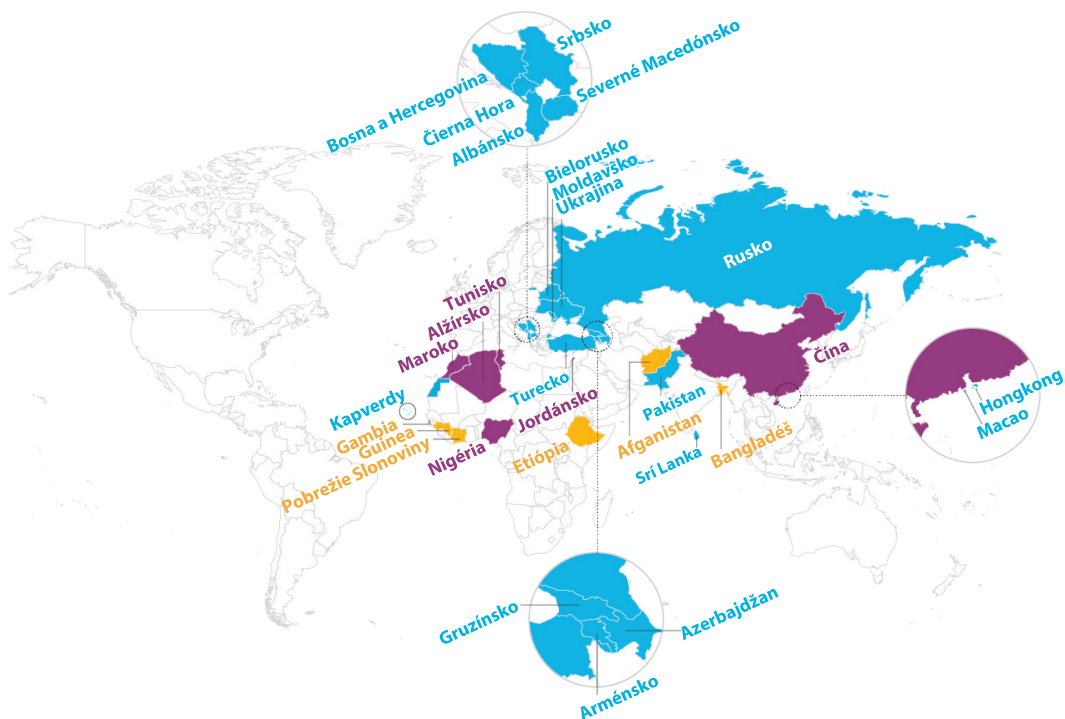 Srbsko
Severné Macedónsko
Bosna a Hercegovina
Čierna Hora
Albánsko
Bielorusko
Moldavsko
Ukrajina
Rusko
Tunisko
Alžírsko
Maroko
Čína
Kapverdy
Turecko
Jordánsko
Pakistan
Hongkong
Macao
Gambia
Guinea
Pobrežie Slonoviny
Nigéria
Etiópia
Afganistan
Srí Lanka
Bangladéš
Gruzínsko
Azerbajdžan
Arménsko